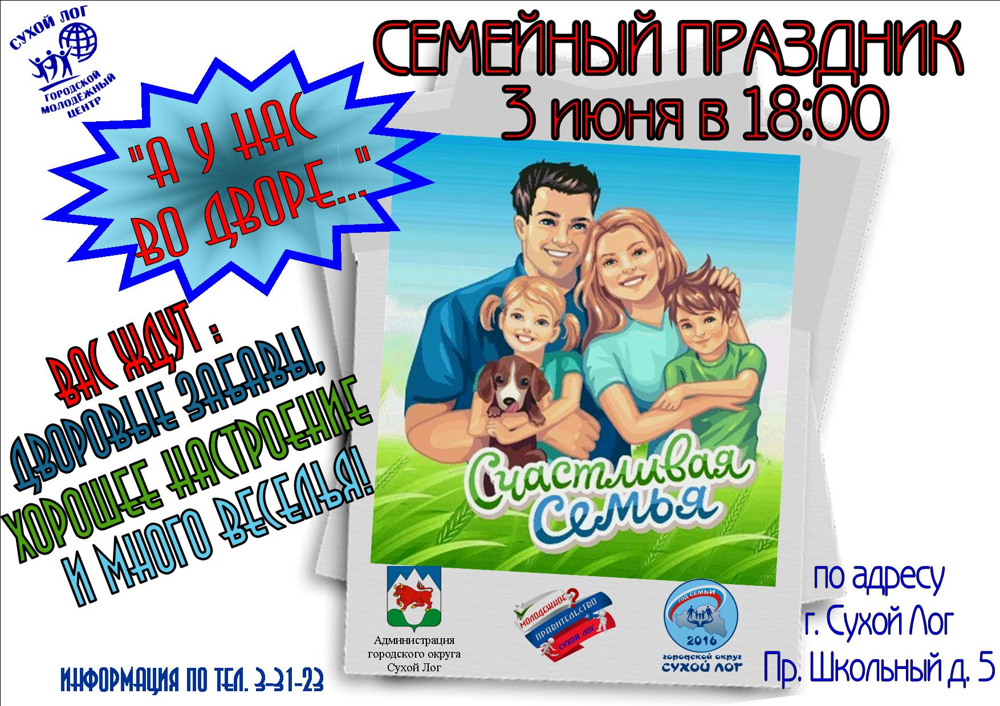 СУХОЙ ЛОГ
ГОРОДСКОЙ
МОЛОДЁЖНЫЙ
ЦЕНТР
СЕМЕЙНЫЙ ПРАЗДНИК
3 июня в 18:00
"А У НАС
ВО ДВОРЕ..."
ВАС ЖДУТ :
ДВОРОВЫЕ ЗАБАВЫ,
ХОРОШЕЕ НАСТРОЕНИЕ
И МНОГО ВЕСЕЛЬЯ!
Счастливая
Семья
Администрация
городского округа
Сухой Лог
МОЛОДЕЖНОЕ
ПРАВИТЕЛЬСТВО
СУХОЙ ЛОГ
ГОД СЕМЬИ
2016
городской округ
СУХОЙ ЛОГ
по адресу
г. Сухой Лог
Пр. Школьный д. 5
ИНФОРМАЦИЯ ПО ТЕЛ. 3-31-23